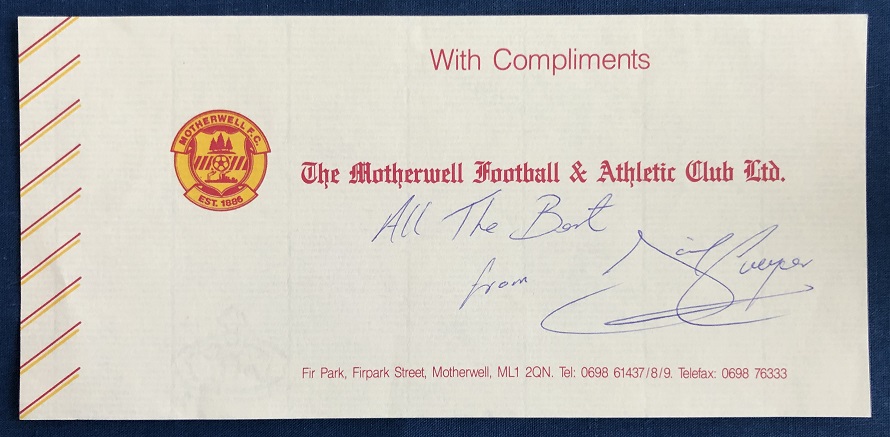 With Compliments
MOTHERWELL F.C.
EST. 1886
The Motherwell Football & Athletic Club Ltd.
All The Best
from Cooper
Fir Park, Firpark Street, Motherwell, ML1 2QN. Tel: 0698 61437/8/9. Telefax: 0698 76333